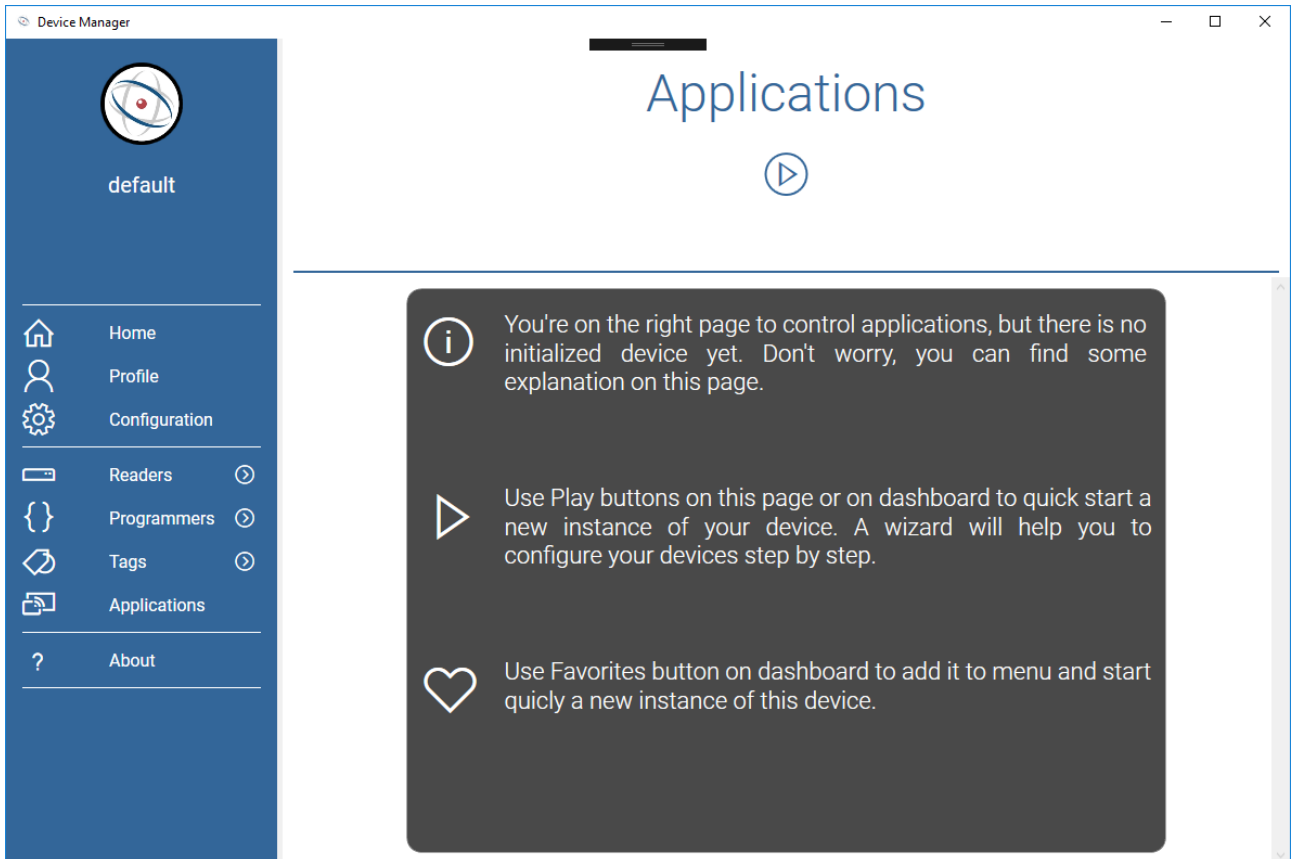 Device Manager
default
Home
Profile
Configuration
Readers
Programmers
Tags
Applications
? About
Applications
You're on the right page to control applications, but there is no
initialized device yet. Don't worry, you can find some
explanation on this page.
Use Play buttons on this page or on dashboard to quick start a
new instance of your device. A wizard will help you to
configure your devices step by step.
Use Favorites button on dashboard to add it to menu and start
quicly a new instance of this device.